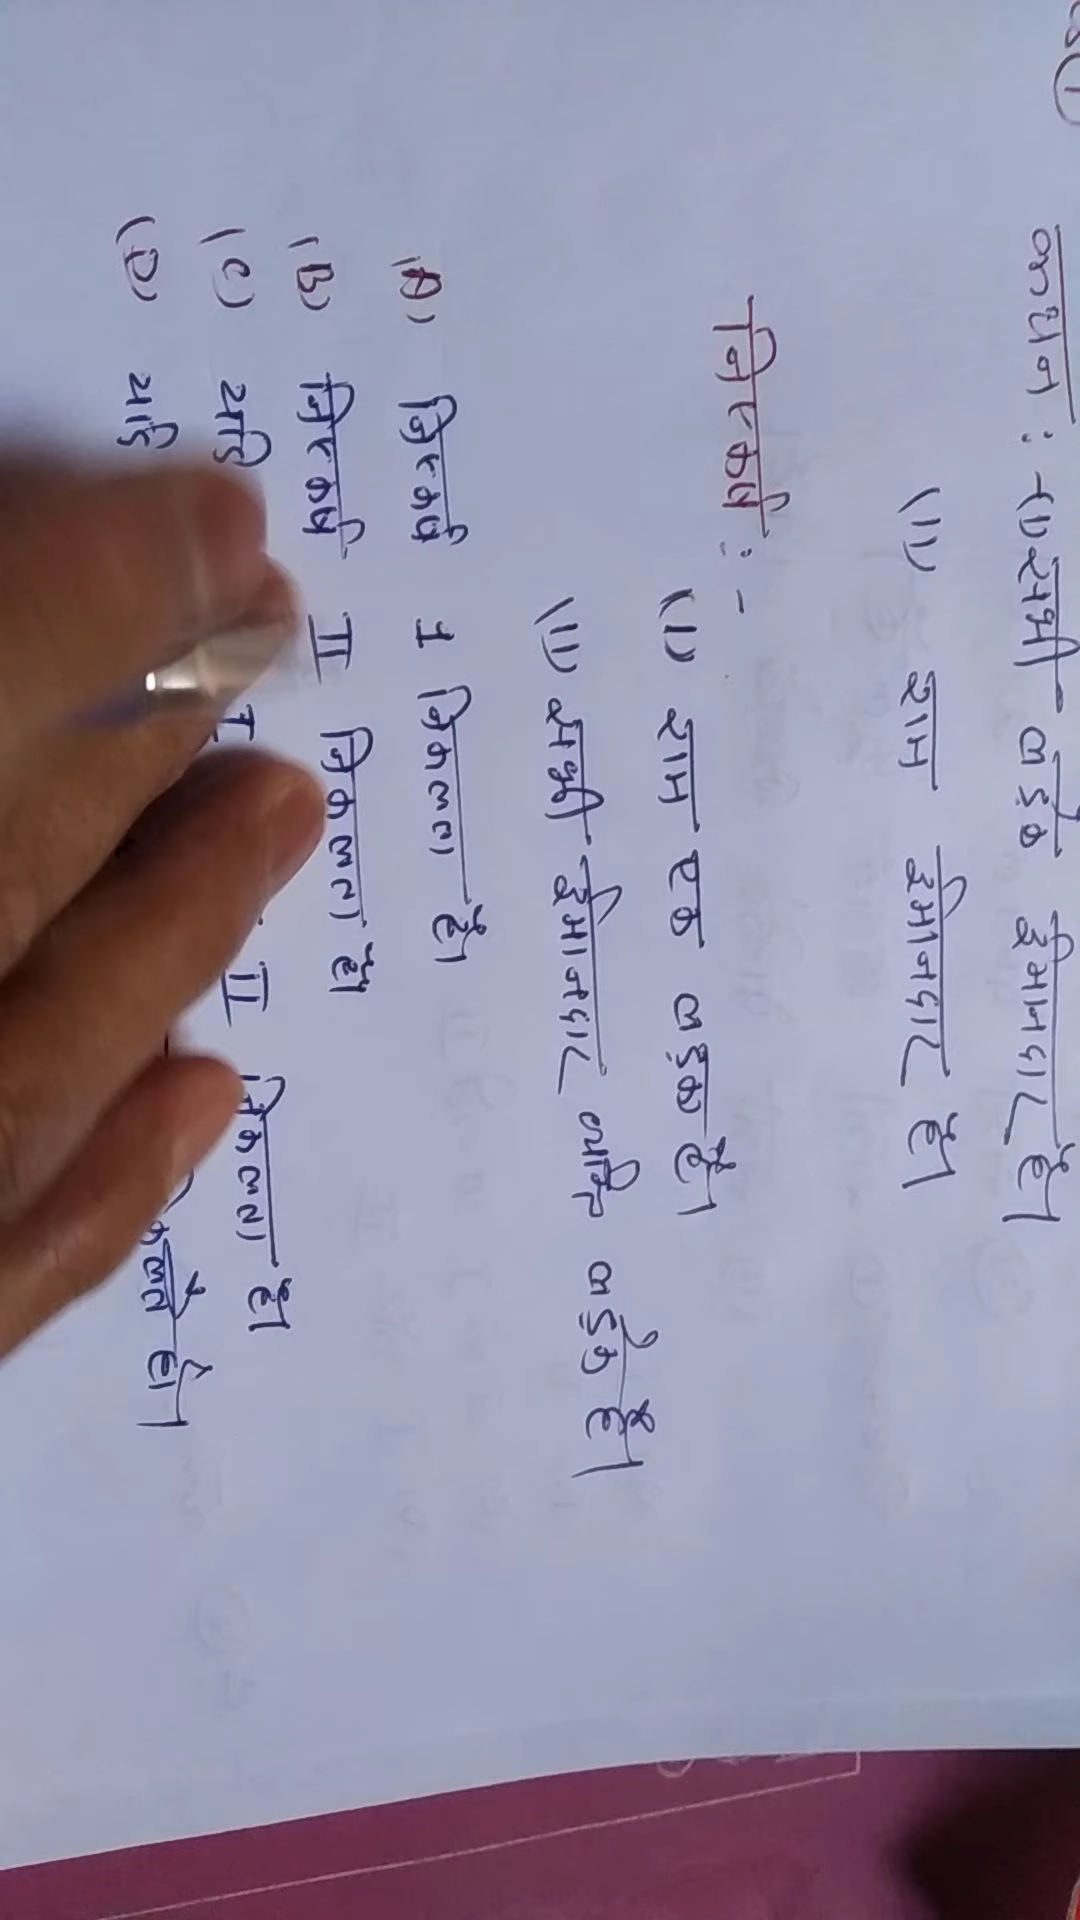 ①
कथन :- (I) सभी लड़के ईमानदार हैं।
(II) राम ईमानदार है।
निष्कर्ष :-
(I) राम एक लड़का है।
(II) सभी ईमानदार व्यक्ति लड़के हैं।
(A) निष्कर्ष I निकलता है।
(B) निष्कर्ष II निकलता है।
(C) यदि I II निकलता है।
(D) यदि हो।